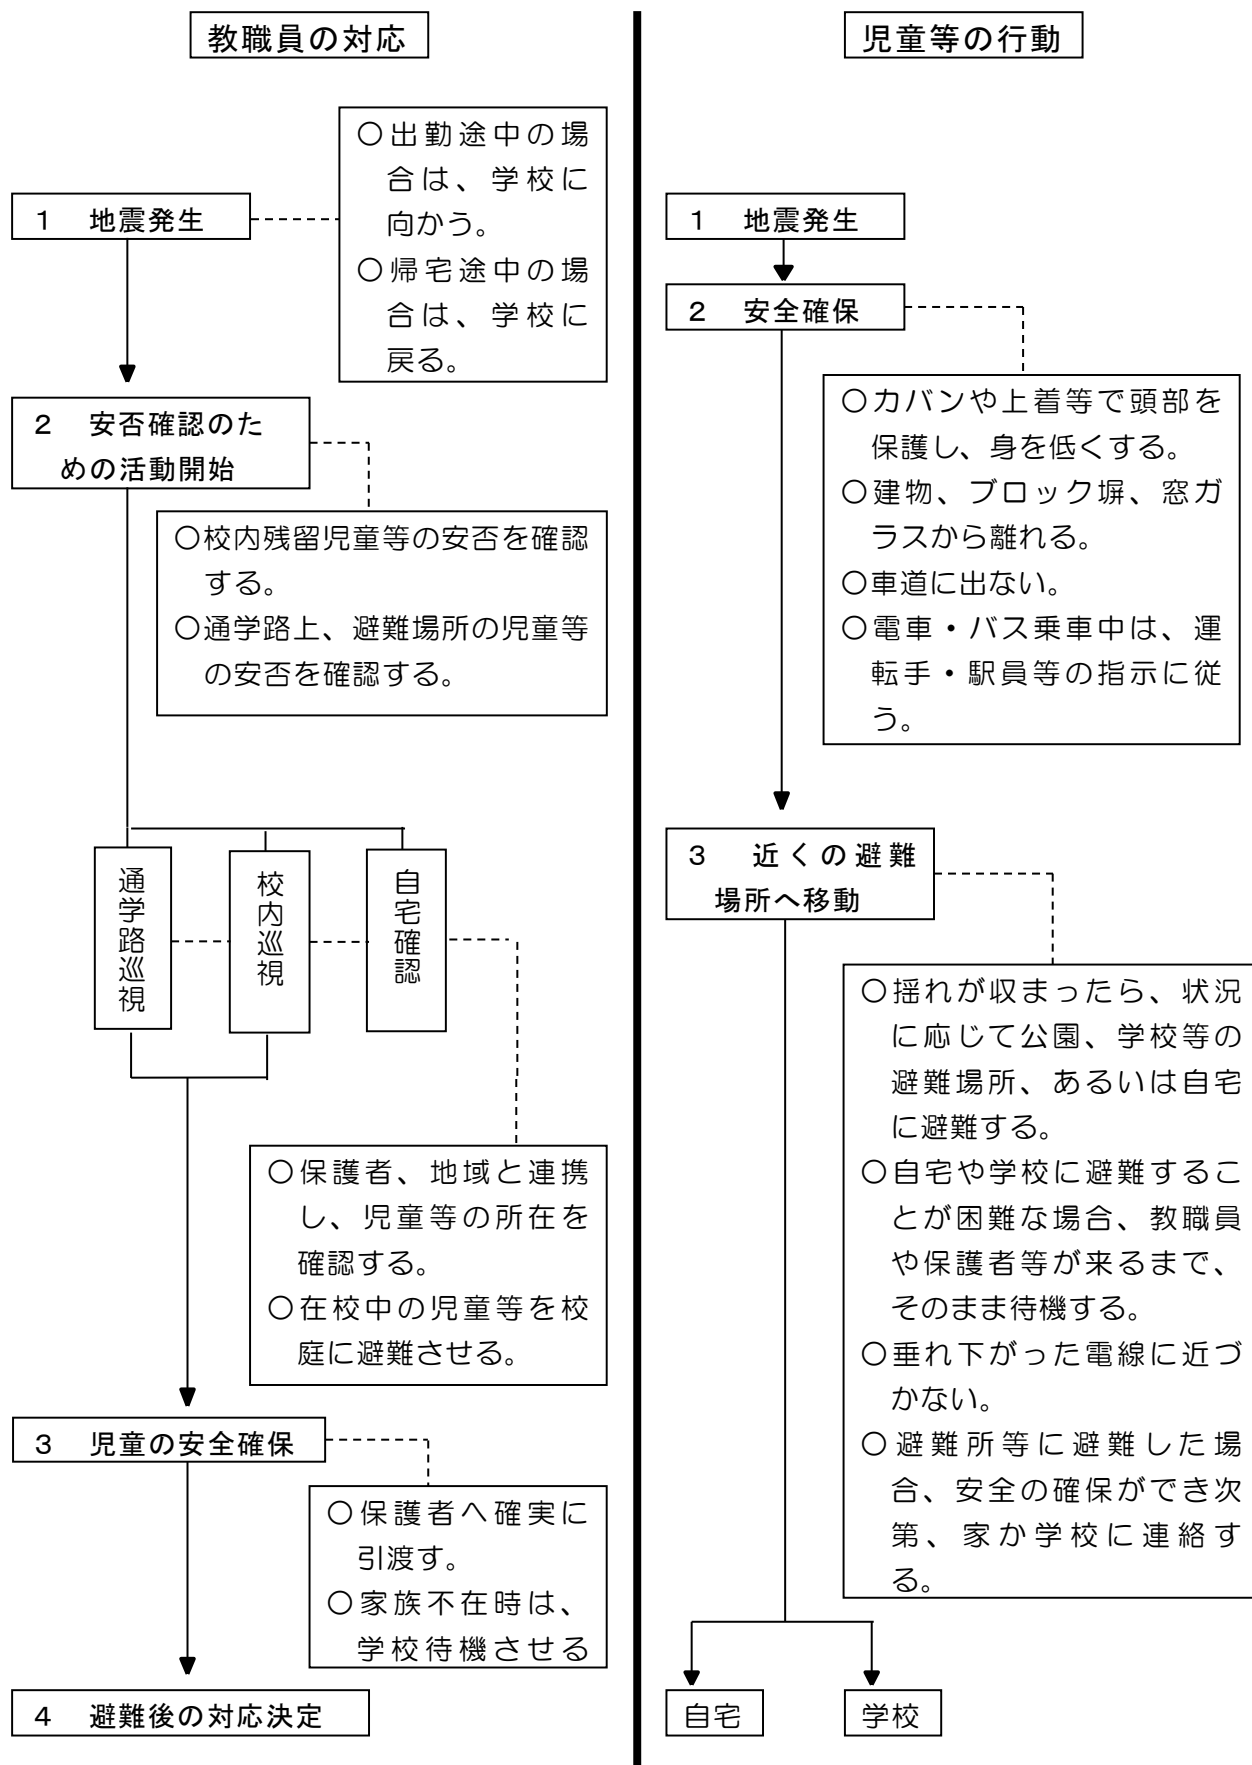 教職員の対応
〇出勤途中の場
合は、学校に
向かう。
〇帰宅途中の場
合は、学校に
戻る。
１　地震発生
２　安否確認のた
めの活動開始
〇校内残留児童等の安否を確認
する。
〇通学路上、避難場所の児童等
の安否を確認する。
通学路巡視
校内巡視
自宅確認
〇保護者、地域と連携
し、児童等の所在を
確認する。
〇在校中の児童等を校
庭に避難させる。
３　児童の安全確保
〇保護者へ確実に
引渡す。
〇家族不在時は、
学校待機させる
４　避難後の対応決定
児童等の行動
１　地震発生
２　安全確保
〇カバンや上着等で頭部を
保護し、身を低くする。
〇建物、ブロック塀、窓ガ
ラスから離れる。
〇車道に出ない。
〇電車・バス乗車中は、運
転手・駅員等の指示に従
う。
３　近くの避難
場所へ移動
〇揺れが収まったら、状況
に応じて公園、学校等の
避難場所、あるいは自宅
に避難する。
〇自宅や学校に避難するこ
とが困難な場合、教職員
や保護者等が来るまで、
そのまま待機する。
〇垂れ下がった電線に近づ
かない。
〇避難所等に避難した場
合、安全の確保ができ次
第、家か学校に連絡す
る。
自宅
学校